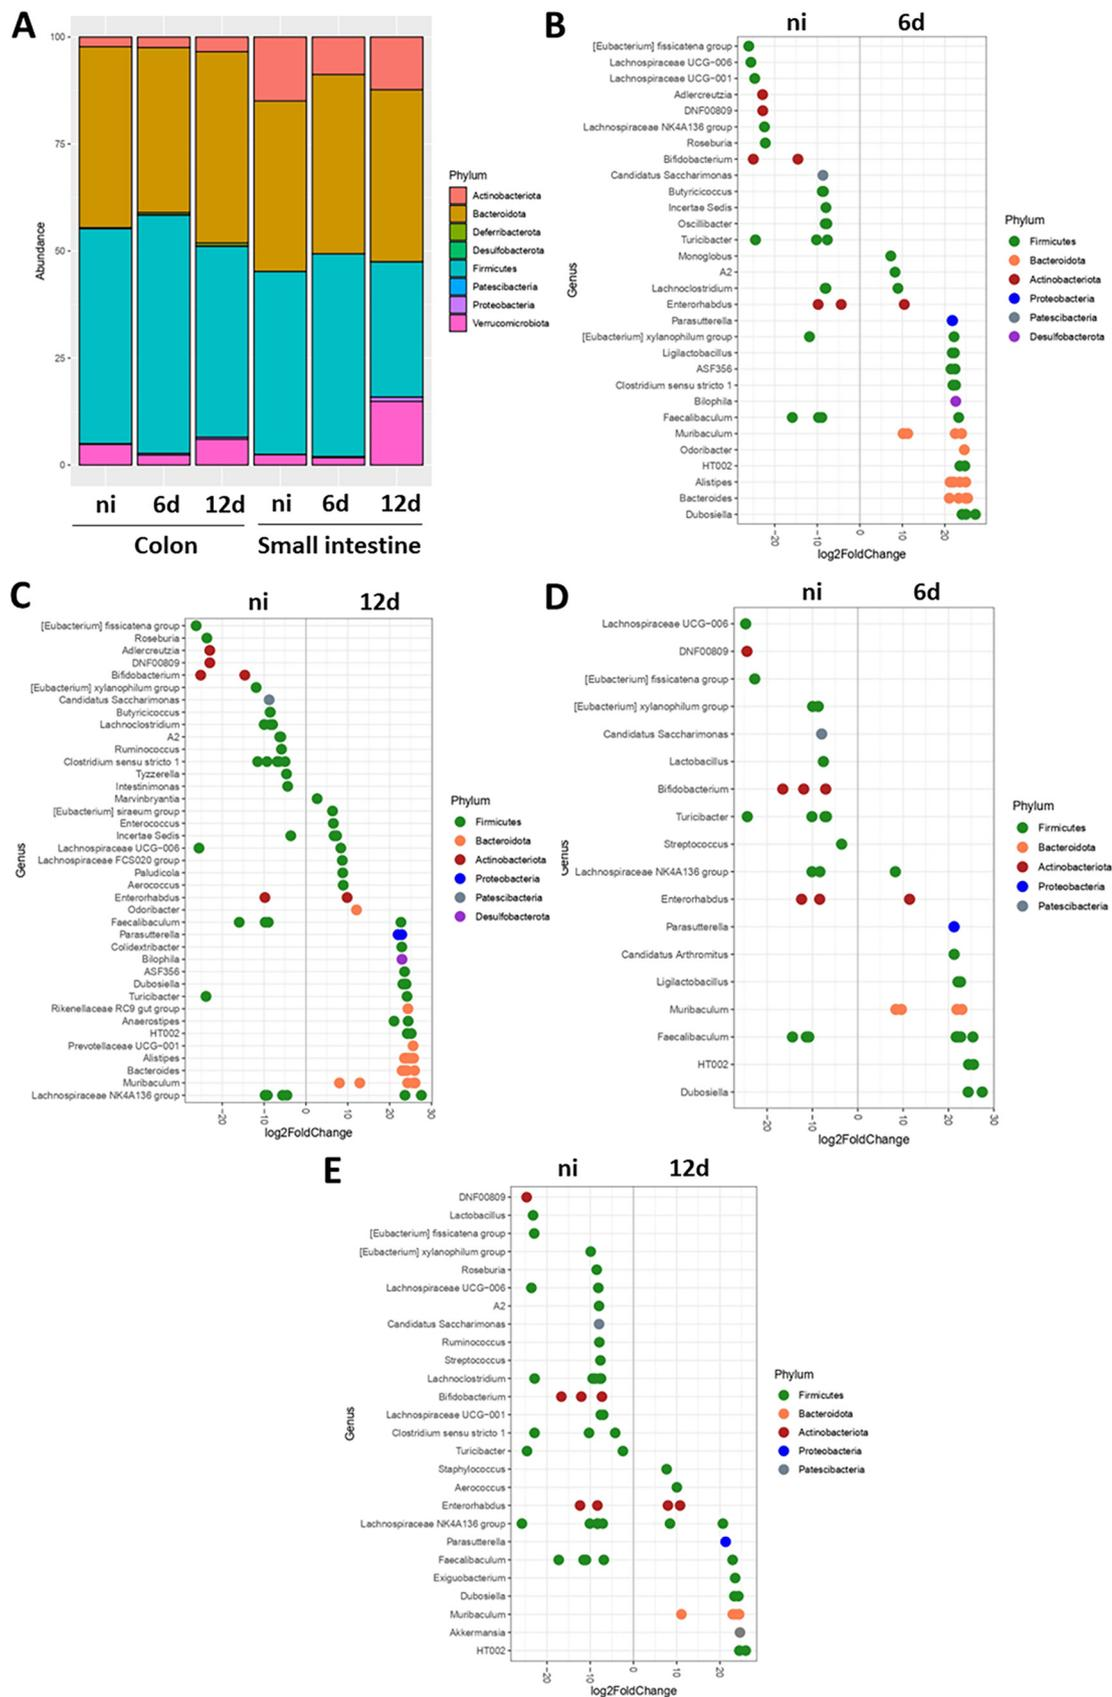 A
100
75
50
25
0
Abundance
ni 6d 12d ni 6d 12d
Colon Small intestine
Phylum
Actinobacteriota
Bacteroidota
Deferribacterota
Desulfobacterota
Firmicutes
Patescibacteria
Proteobacteria
Verrucomicrobiota
B
ni 6d
Genus
[Eubacterium] fissicatena group
Lachnospiraceae UCG-006
Lachnospiraceae UCG-001
Adlercreutzia
DNF00809
Lachnospiraceae NK4A136 group
Roseburia
Bifidobacterium
Candidatus Saccharimonas
Butyricicoccus
Incertae Sedis
Oscillibacter
Turicibacter
Monoglobus
A2
Lachnoclostridium
Enterorhabdus
Parasutterella
[Eubacterium] xylanophilum group
Ligilactobacillus
ASF356
Clostridium sensu stricto 1
Bilophila
Faecalibaculum
Muribaculum
Odoribacter
HT002
Alistipes
Bacteroides
Dubosiella
-20 -10 0 10 20
log2FoldChange
Phylum
Firmicutes
Bacteroidota
Actinobacteriota
Proteobacteria
Patescibacteria
Desulfobacterota
C
ni 12d
Genus
[Eubacterium] fissicatena group
Roseburia
Adlercreutzia
DNF00809
Bifidobacterium
[Eubacterium] xylanophilum group
Candidatus Saccharimonas
Butyricicoccus
Lachnoclostridium
A2
Ruminococcus
Clostridium sensu stricto 1
Tyzzerella
Intestinimonas
Marvinbryantia
[Eubacterium] siraeum group
Enterococcus
Incertae Sedis
Lachnospiraceae UCG-006
Lachnospiraceae FCS020 group
Paludicola
Aerococcus
Enterorhabdus
Odoribacter
Faecalibaculum
Parasutterella
Colidextribacter
Bilophila
ASF356
Dubosiella
Turicibacter
Rikenellaceae RC9 gut group
Anaerostipes
HT002
Prevotellaceae UCG-001
Alistipes
Bacteroides
Muribaculum
Lachnospiraceae NK4A136 group
-20 -10 0 10 20 30
log2FoldChange
Phylum
Firmicutes
Bacteroidota
Actinobacteriota
Proteobacteria
Patescibacteria
Desulfobacterota
D
ni 6d
Genus
Lachnospiraceae UCG-006
DNF00809
[Eubacterium] fissicatena group
[Eubacterium] xylanophilum group
Candidatus Saccharimonas
Lactobacillus
Bifidobacterium
Turicibacter
Streptococcus
Lachnospiraceae NK4A136 group
Enterorhabdus
Parasutterella
Candidatus Arthromitus
Ligilactobacillus
Muribaculum
Faecalibaculum
HT002
Dubosiella
-20 -10 0 10 20 30
log2FoldChange
Phylum
Firmicutes
Bacteroidota
Actinobacteriota
Proteobacteria
Patescibacteria
E
ni 12d
Genus
DNF00809
Lactobacillus
[Eubacterium] fissicatena group
[Eubacterium] xylanophilum group
Roseburia
Lachnospiraceae UCG-006
A2
Candidatus Saccharimonas
Ruminococcus
Streptococcus
Lachnoclostridium
Bifidobacterium
Lachnospiraceae UCG-001
Clostridium sensu stricto 1
Turicibacter
Staphylococcus
Aerococcus
Enterorhabdus
Lachnospiraceae NK4A136 group
Parasutterella
Faecalibaculum
Exiguobacterium
Dubosiella
Muribaculum
Akkermansia
HT002
-20 -10 0 10 20
log2FoldChange
Phylum
Firmicutes
Bacteroidota
Actinobacteriota
Proteobacteria
Patescibacteria